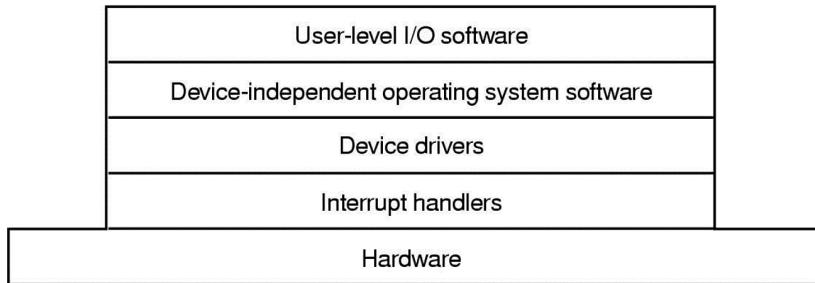 User-level I/O software
Device-independent operating system software
Device drivers
Interrupt handlers
Hardware